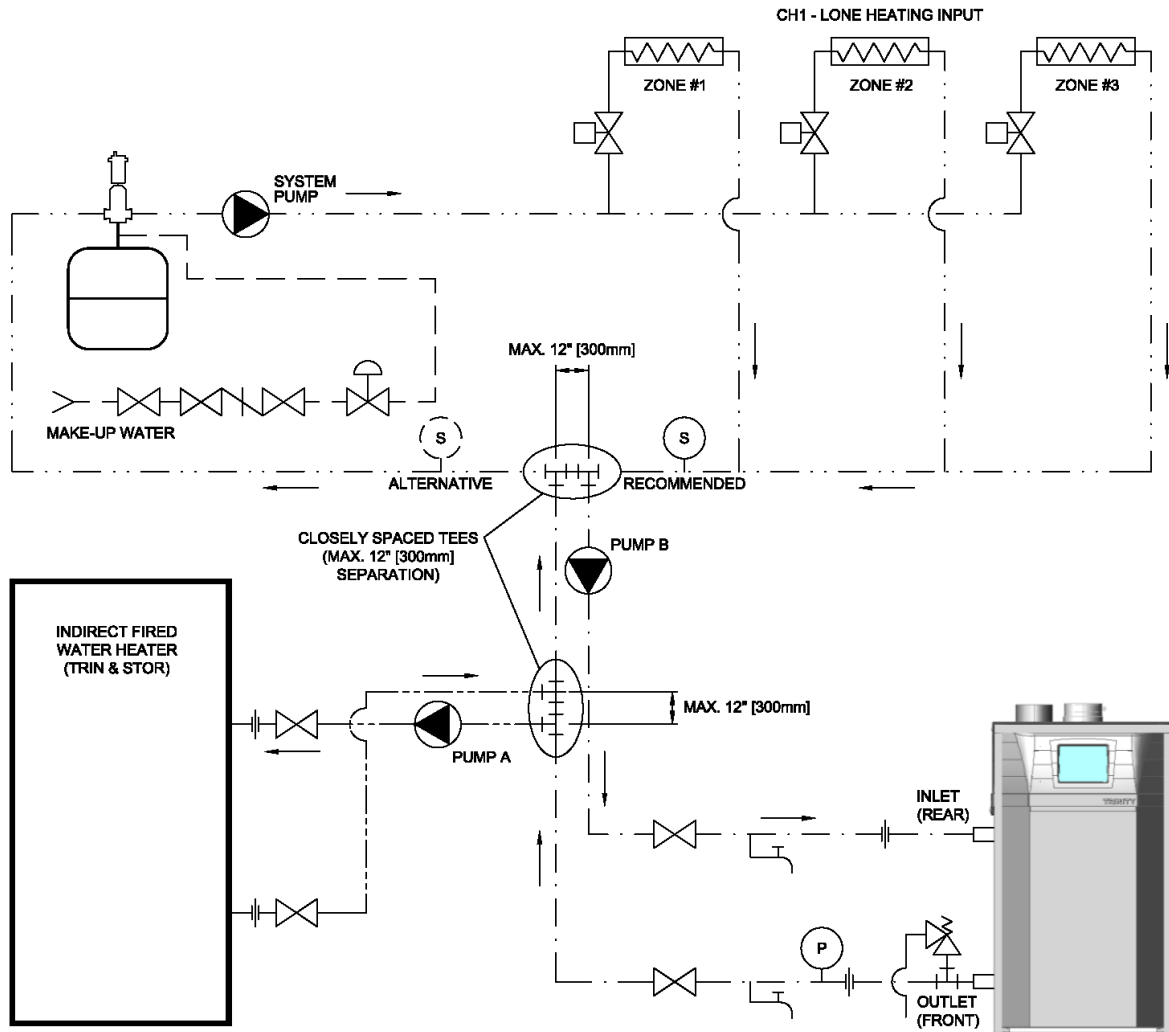 CH1 - LONE HEATING INPUT
ZONE #1
ZONE #2
ZONE #3
SYSTEM
PUMP
MAX. 12" [300mm]
MAKE-UP WATER
S
S
ALTERNATIVE
RECOMMENDED
CLOSELY SPACED TEES
(MAX. 12" [300mm]
SEPARATION)
PUMP B
INDIRECT FIRED
WATER HEATER
(TRIN & STOR)
MAX. 12" [300mm]
PUMP A
INLET
(REAR)
TRINITY
P
OUTLET
(FRONT)